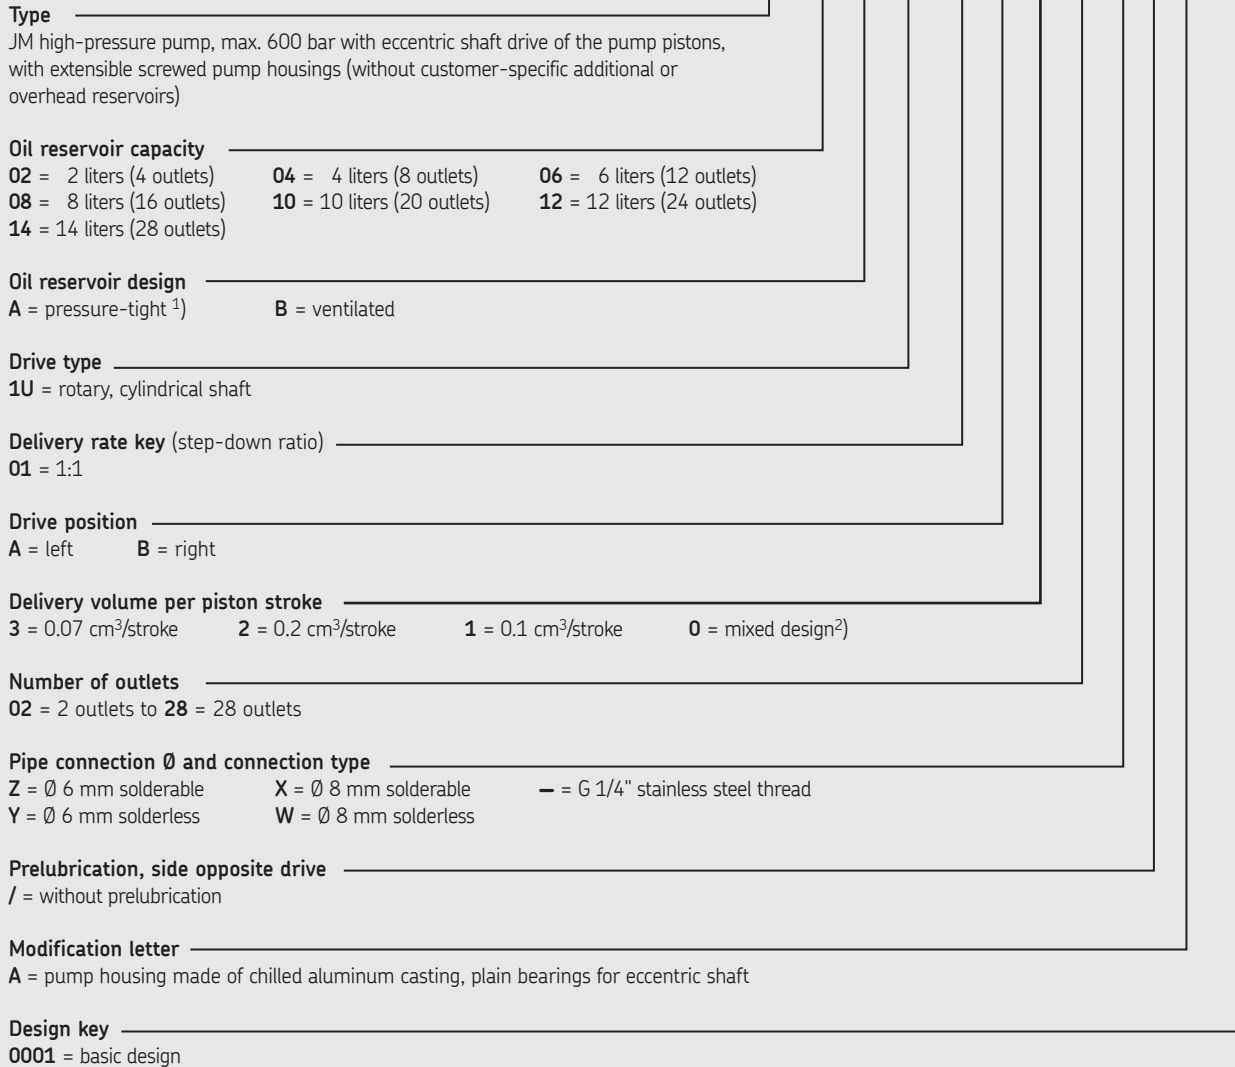 Type
JM high-pressure pump, max. 600 bar with eccentric shaft drive of the pump pistons,
with extensible screwed pump housings (without customer-specific additional or
overhead reservoirs)
Oil reservoir capacity
02 = 2 liters (4 outlets) 04 = 4 liters (8 outlets) 06 = 6 liters (12 outlets)
08 = 8 liters (16 outlets) 10 = 10 liters (20 outlets) 12 = 12 liters (24 outlets)
14 = 14 liters (28 outlets)
Oil reservoir design
A = pressure-tight ¹) B = ventilated
Drive type
1U = rotary, cylindrical shaft
Delivery rate key (step-down ratio)
01 = 1:1
Drive position
A = left B = right
Delivery volume per piston stroke
3 = 0.07 cm³/stroke 2 = 0.2 cm³/stroke 1 = 0.1 cm³/stroke 0 = mixed design²)
Number of outlets
02 = 2 outlets to 28 = 28 outlets
Pipe connection Ø and connection type
Z = Ø 6 mm solderable X = Ø 8 mm solderable – = G 1/4" stainless steel thread
Y = Ø 6 mm solderless W = Ø 8 mm solderless
Prelubrication, side opposite drive
/ = without prelubrication
Modification letter
A = pump housing made of chilled aluminum casting, plain bearings for eccentric shaft
Design key
0001 = basic design